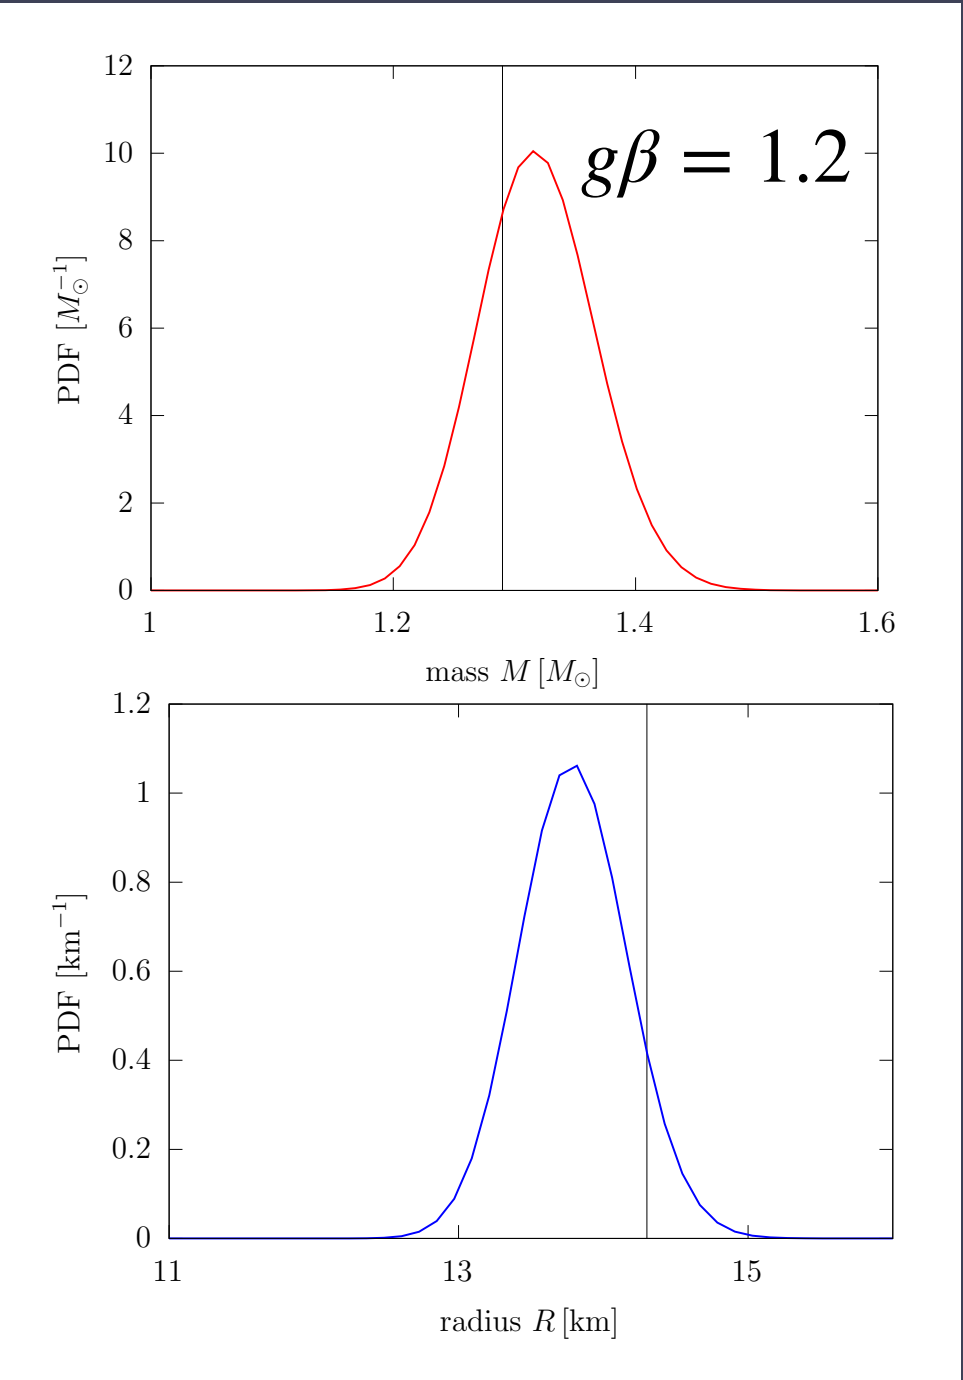 12
10
8
6
4
2
0
PDF [M⊙⁻¹]
gβ = 1.2
1 1.2 1.4 1.6
mass M [M⊙]
1.2
1
0.8
0.6
0.4
0.2
0
PDF [km⁻¹]
11 13 15
radius R [km]